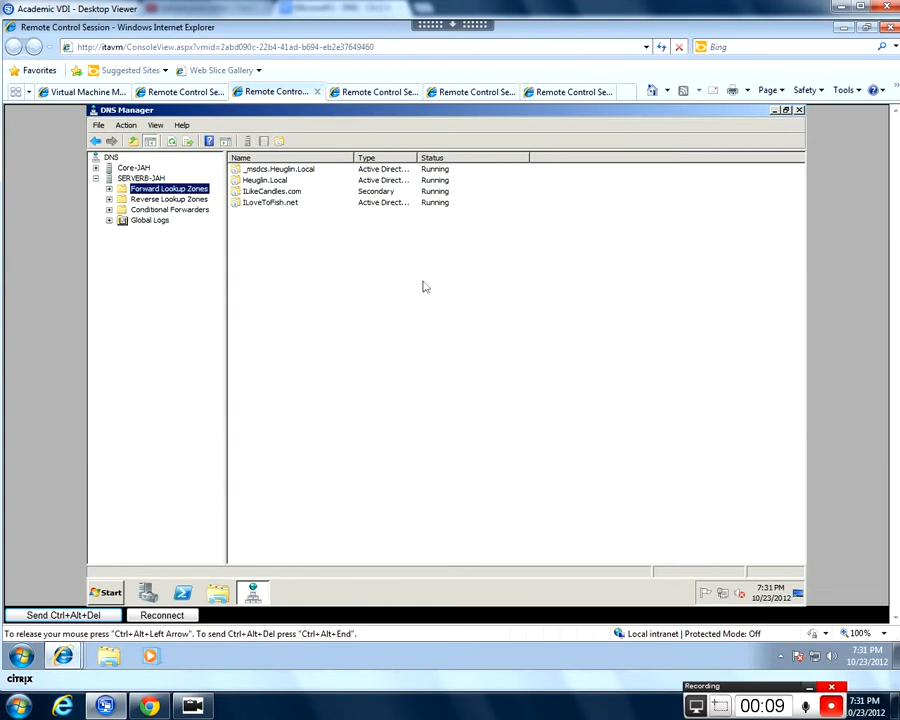 Academic VDI - Desktop Viewer
Remote Control Session - Windows Internet Explorer
http://itavm/ConsoleView.aspx?vmid=2abd090c-22b4-41ad-b694-eb2e37649460
Bing
Favorites Suggested Sites Web Slice Gallery
Virtual Machine M... Remote Control Se... Remote Contro... Remote Control Se... Remote Control Se... Remote Control Se...
Page Safety Tools
DNS Manager
File Action View Help
DNS
Core-JAH
SERVERB-JAH
Forward Lookup Zones
Reverse Lookup Zones
Conditional Forwarders
Global Logs
Name Type Status
_msdcs.Heuglin.Local Active Direct... Running
Heuglin.Local Active Direct... Running
ILikeCandles.com Secondary Running
ILoveToFish.net Active Direct... Running
Start
7:31 PM
10/23/2012
Send Ctrl+Alt+Del Reconnect
To release your mouse press "Ctrl+Alt+Left Arrow". To send Ctrl+Alt+Del press "Ctrl+Alt+End".
Local intranet | Protected Mode: Off
100%
7:31 PM
10/23/2012
CITRIX
Recording
00:09
7:31 PM
10/23/2012